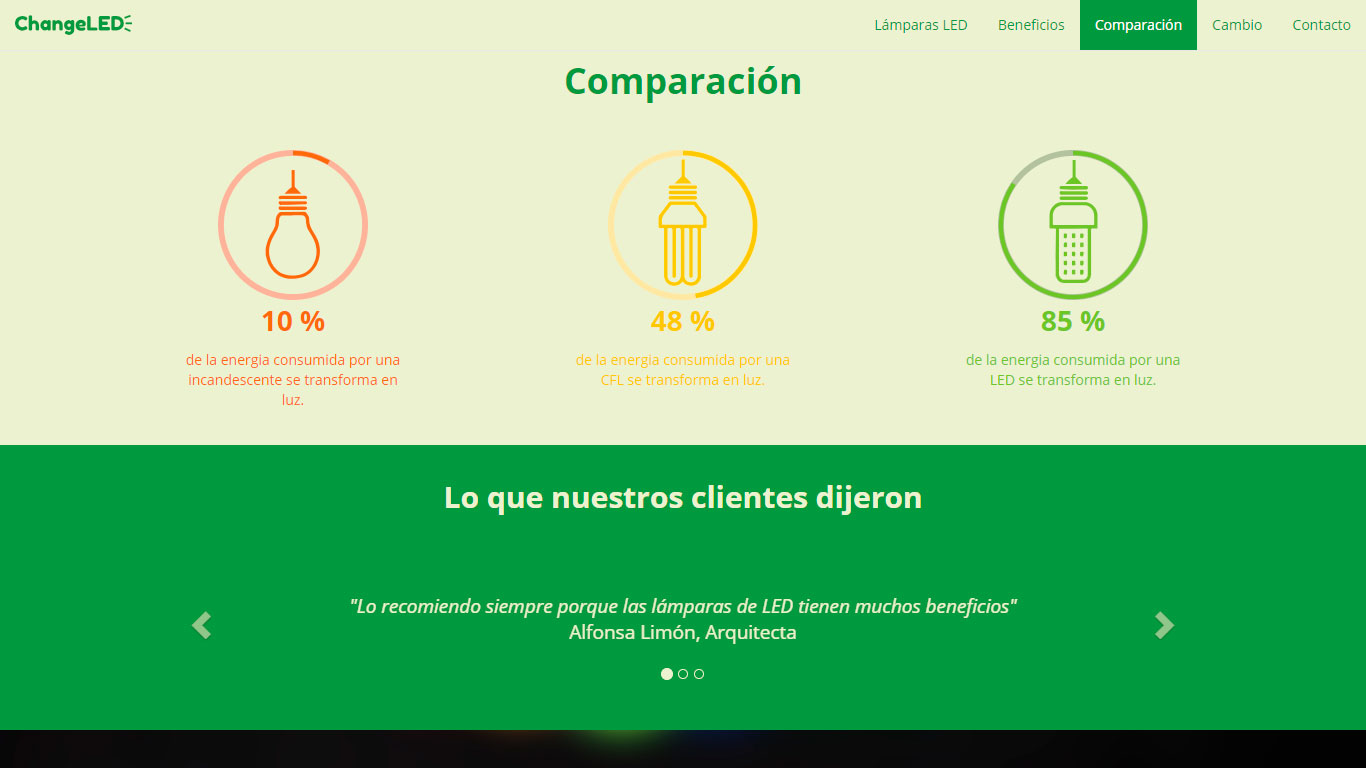 ChangeLED
Lámparas LED
Beneficios
Comparación
Cambio
Contacto
Comparación
10 %
de la energia consumida por una
incandescente se transforma en
luz.
48 %
de la energia consumida por una
CFL se transforma en luz.
85 %
de la energia consumida por una
LED se transforma en luz.
Lo que nuestros clientes dijeron
"Lo recomiendo siempre porque las lámparas de LED tienen muchos beneficios"
Alfonsa Limón, Arquitecta